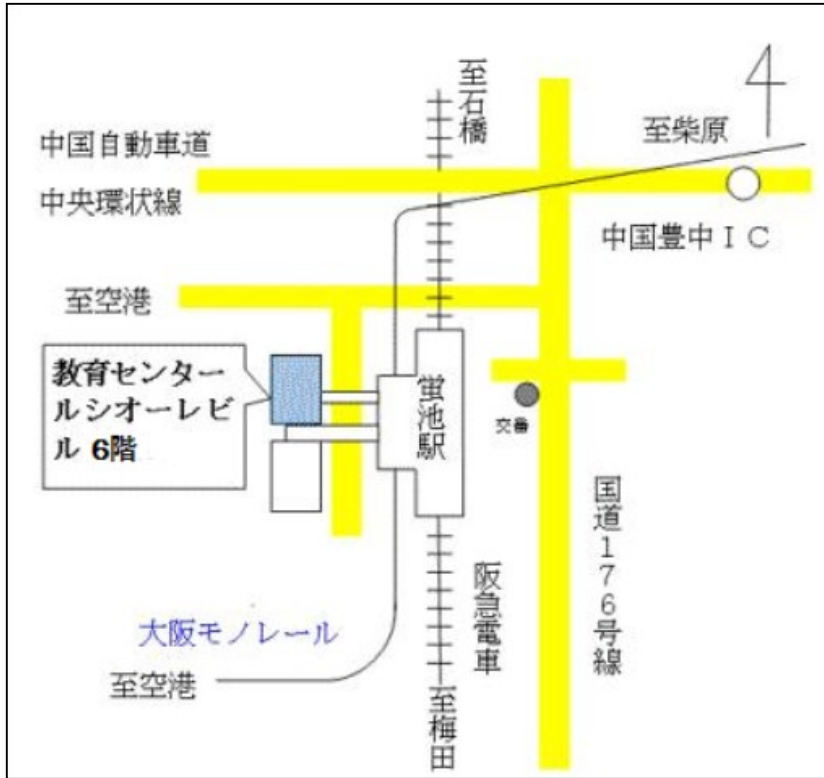 至石橋
至柴原
中国自動車道
中央環状線
中国豊中IC
至空港
教育センター
ルシオーレビ
ル 6階
蛍池駅
交番
国道176号線
阪急電車
大阪モノレール
至空港
至梅田